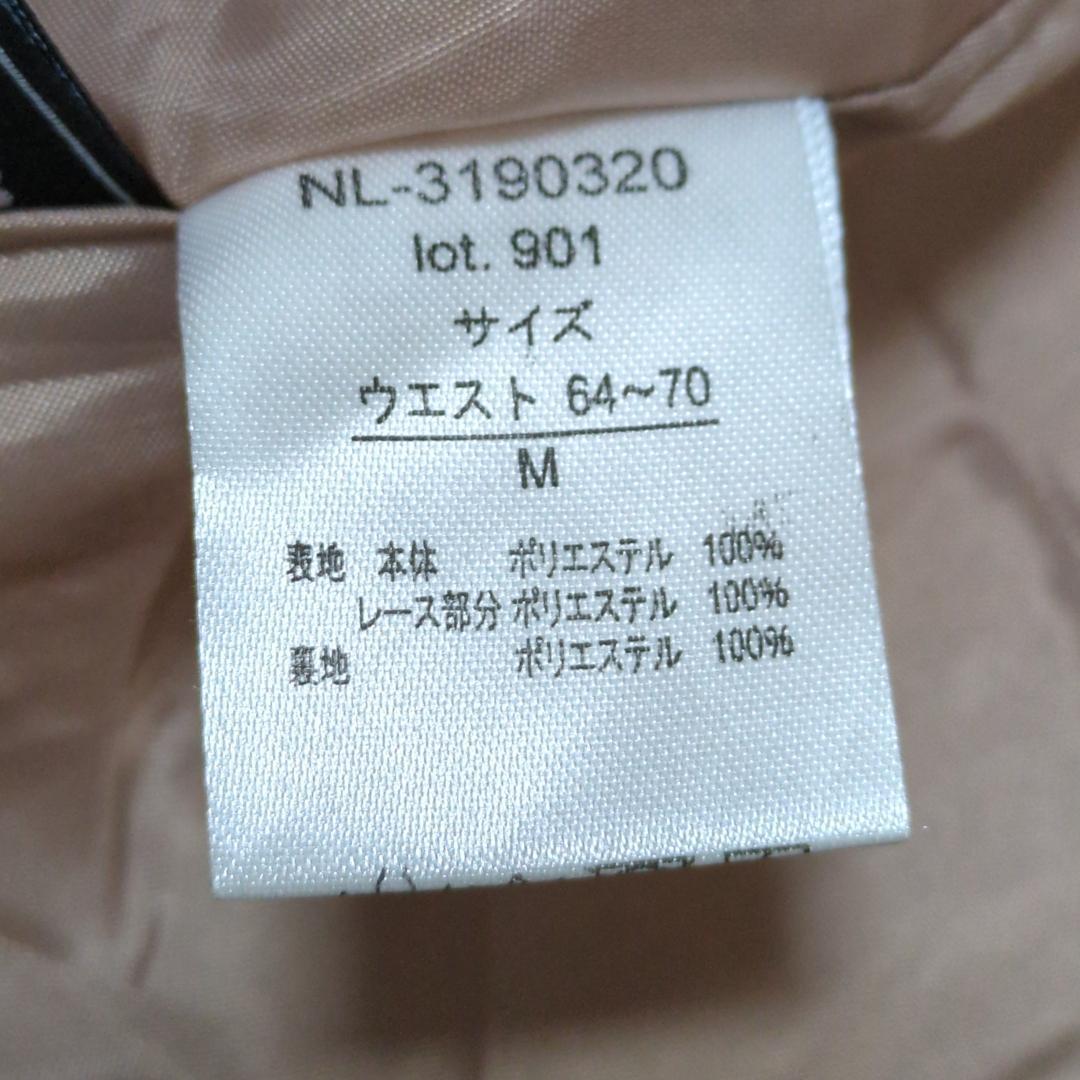 NL-3190320
lot. 901
サイズ
ウエスト 64~70
M
表地 本体 ポリエステル 100%
レース部分 ポリエステル 100%
裏地 ポリエステル 100%